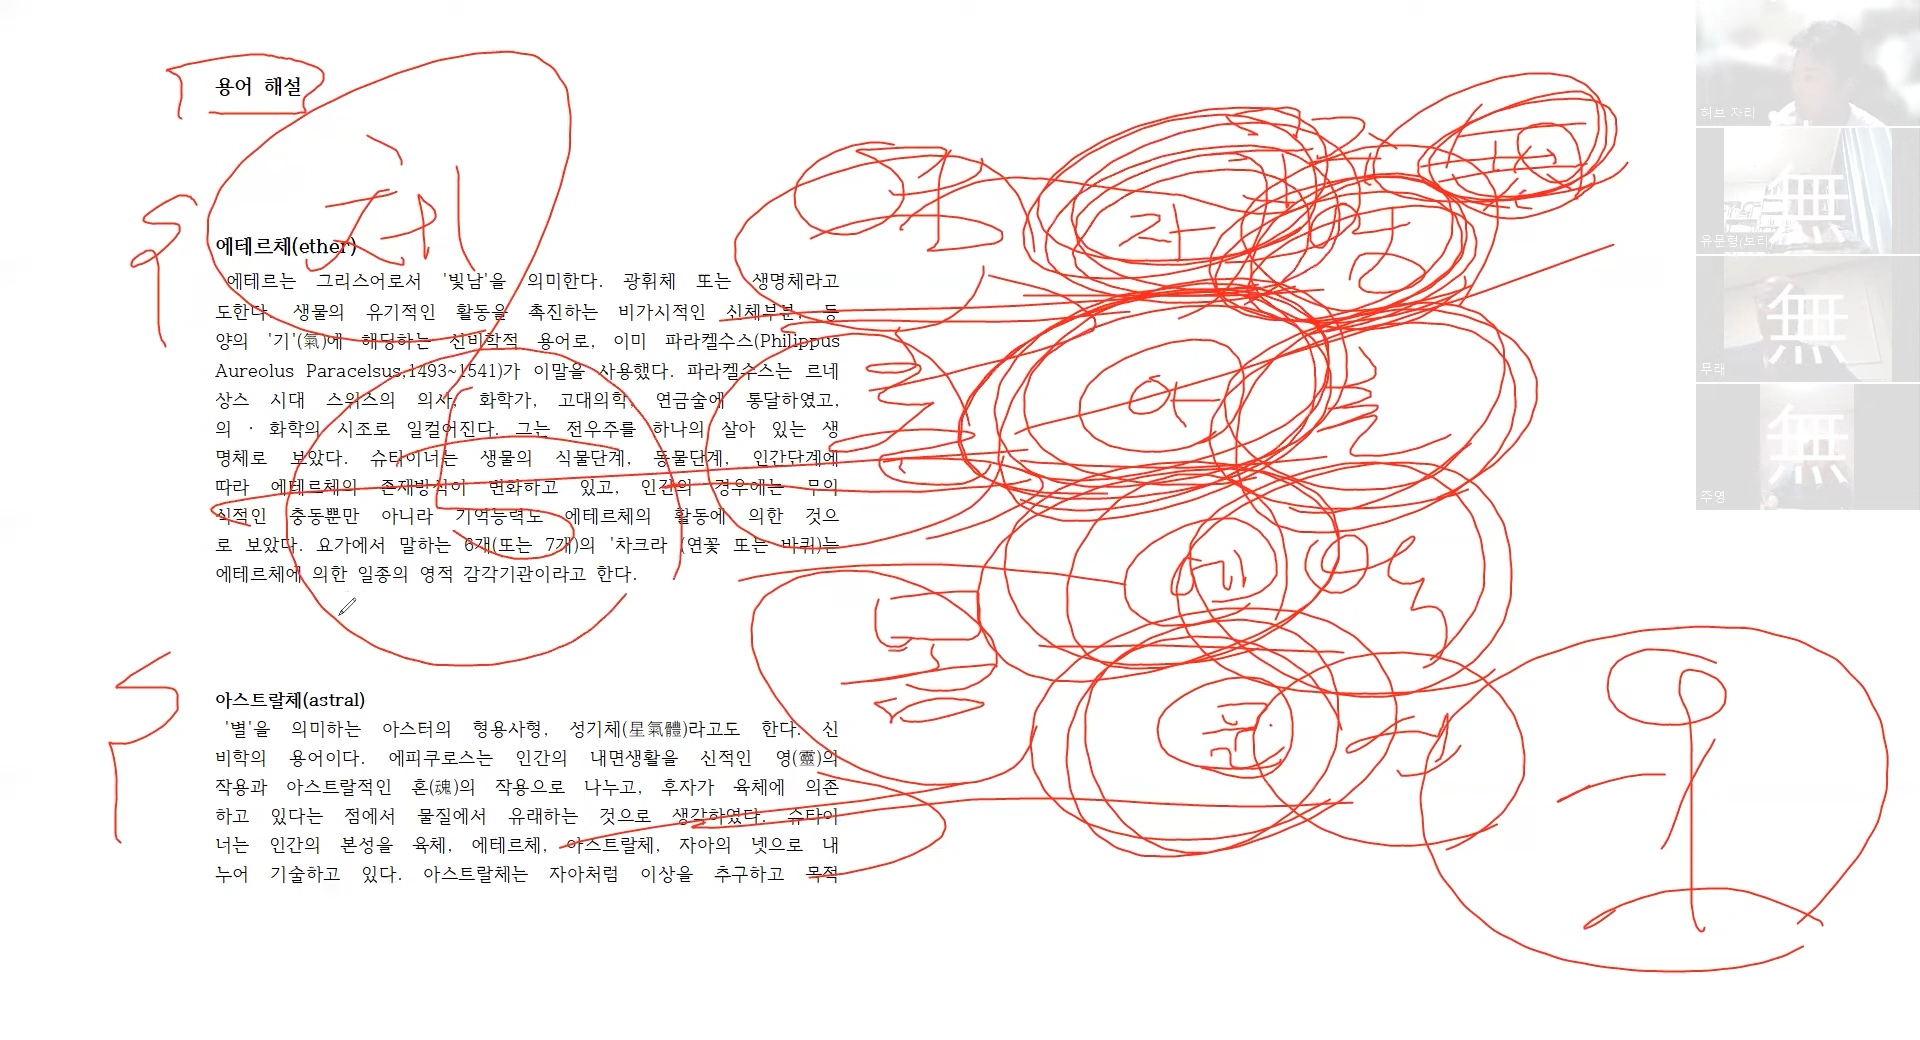 용어 해설
체
에테르체(ether)
에테르는 그리스어로서 '빛남'을 의미한다. 광휘체 또는 생명체라고
도한다. 생물의 유기적인 활동을 촉진하는 비가시적인 신체부분, 동
양의 '기'(氣)에 해당하는 신비학적 용어로, 이미 파라켈수스(Philippus
Aureolus Paracelsus,1493~1541)가 이말을 사용했다. 파라켈수스는 르네
상스 시대 스위스의 의사, 화학가, 고대의학, 연금술에 통달하였고,
의 · 화학의 시조로 일컬어진다. 그는 전우주를 하나의 살아 있는 생
명체로 보았다. 슈타이너는 생물의 식물단계, 동물단계, 인간단계에
따라 에테르체의 존재방식이 변화하고 있고, 인간의 경우에는 무의
식적인 충동뿐만 아니라 기억능력도 에테르체의 활동에 의한 것으
로 보았다. 요가에서 말하는 6개(또는 7개)의 '차크라 (연꽃 또는 바퀴)는
에테르체에 의한 일종의 영적 감각기관이라고 한다.
아스트랄체(astral)
'별'을 의미하는 아스터의 형용사형, 성기체(星氣體)라고도 한다. 신
비학의 용어이다. 에피쿠로스는 인간의 내면생활을 신적인 영(靈)의
작용과 아스트랄적인 혼(魂)의 작용으로 나누고, 후자가 육체에 의존
하고 있다는 점에서 물질에서 유래하는 것으로 생각하였다. 슈타이
너는 인간의 본성을 육체, 에테르체, 아스트랄체, 자아의 넷으로 내
누어 기술하고 있다. 아스트랄체는 자아처럼 이상을 추구하고 목적
영
혼
육
자
아
감
허브 자리
無
유문형(보리
無
무래
無
주영